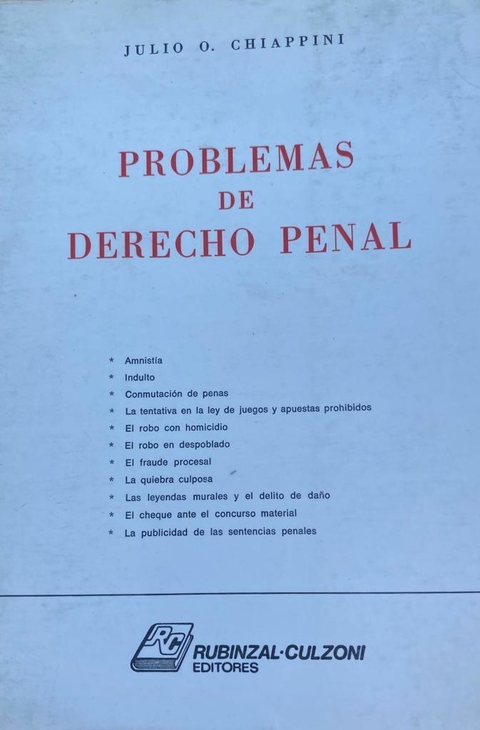 JULIO O. CHIAPPINI
PROBLEMAS
DE
DERECHO PENAL
* Amnistía
* Indulto
* Conmutación de penas
* La tentativa en la ley de juegos y apuestas prohibidos
* El robo con homicidio
* El robo en despoblado
* El fraude procesal
* La quiebra culposa
* Las leyendas murales y el delito de daño
* El cheque ante el concurso material
* La publicidad de las sentencias penales
RC
RUBINZAL-CULZONI
EDITORES